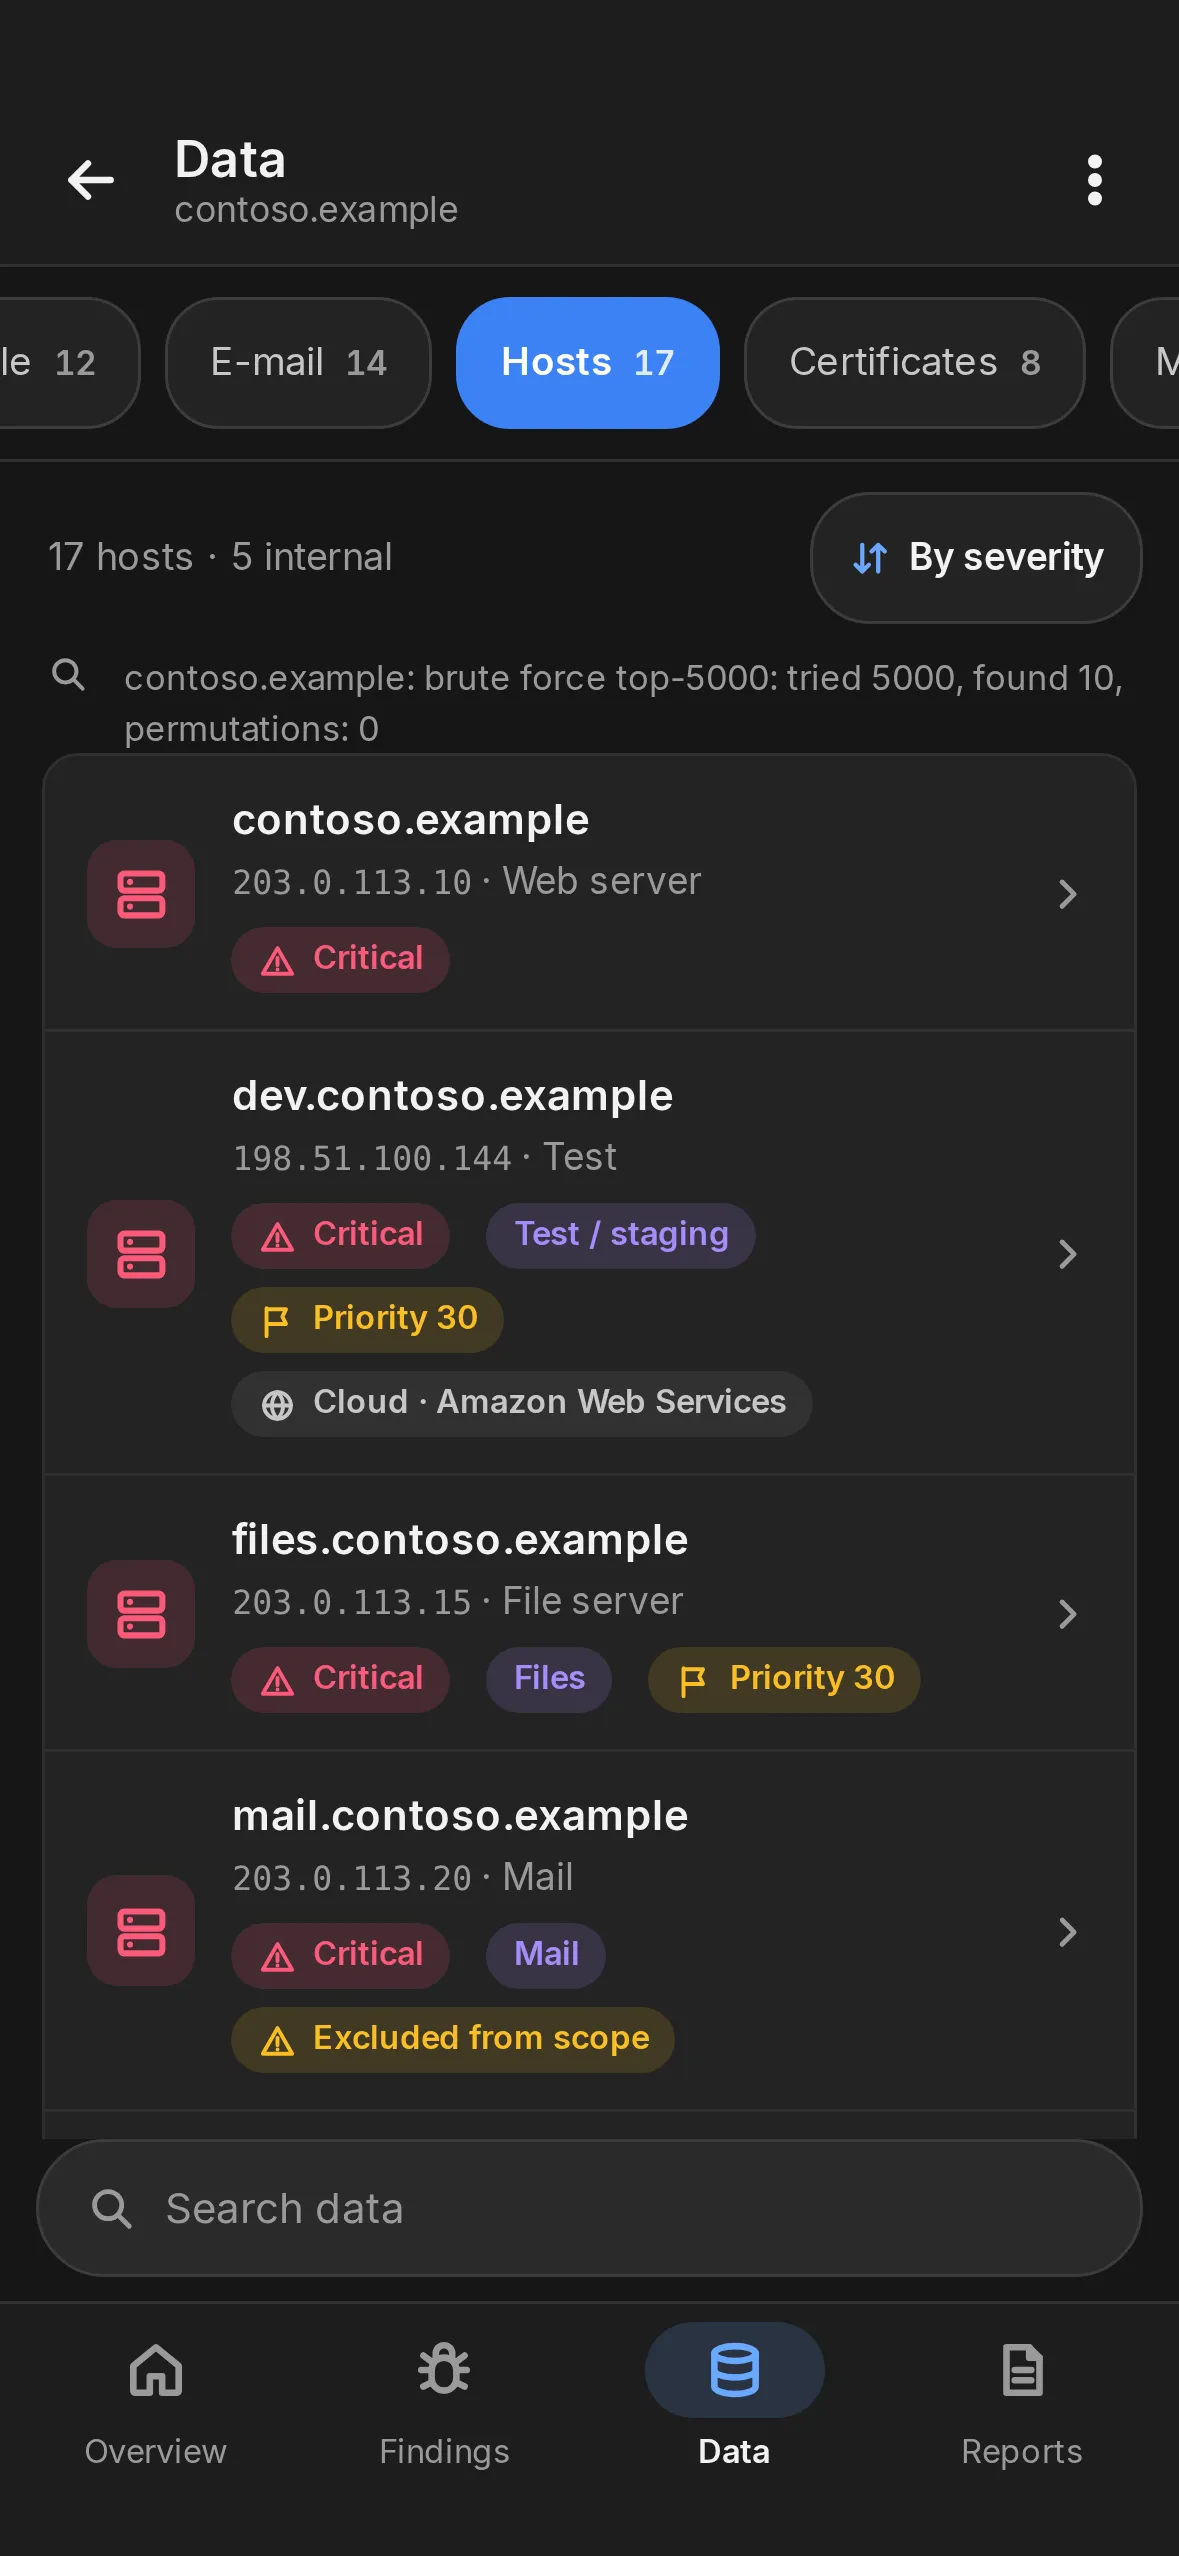 Data
contoso.example
le 12 E-mail 14 Hosts 17 Certificates 8 M
17 hosts · 5 internal By severity
contoso.example: brute force top-5000: tried 5000, found 10,
permutations: 0
contoso.example
203.0.113.10 · Web server
Critical
dev.contoso.example
198.51.100.144 · Test
Critical Test / staging
Priority 30
Cloud · Amazon Web Services
files.contoso.example
203.0.113.15 · File server
Critical Files Priority 30
mail.contoso.example
203.0.113.20 · Mail
Critical Mail
Excluded from scope
Search data
Overview Findings Data Reports